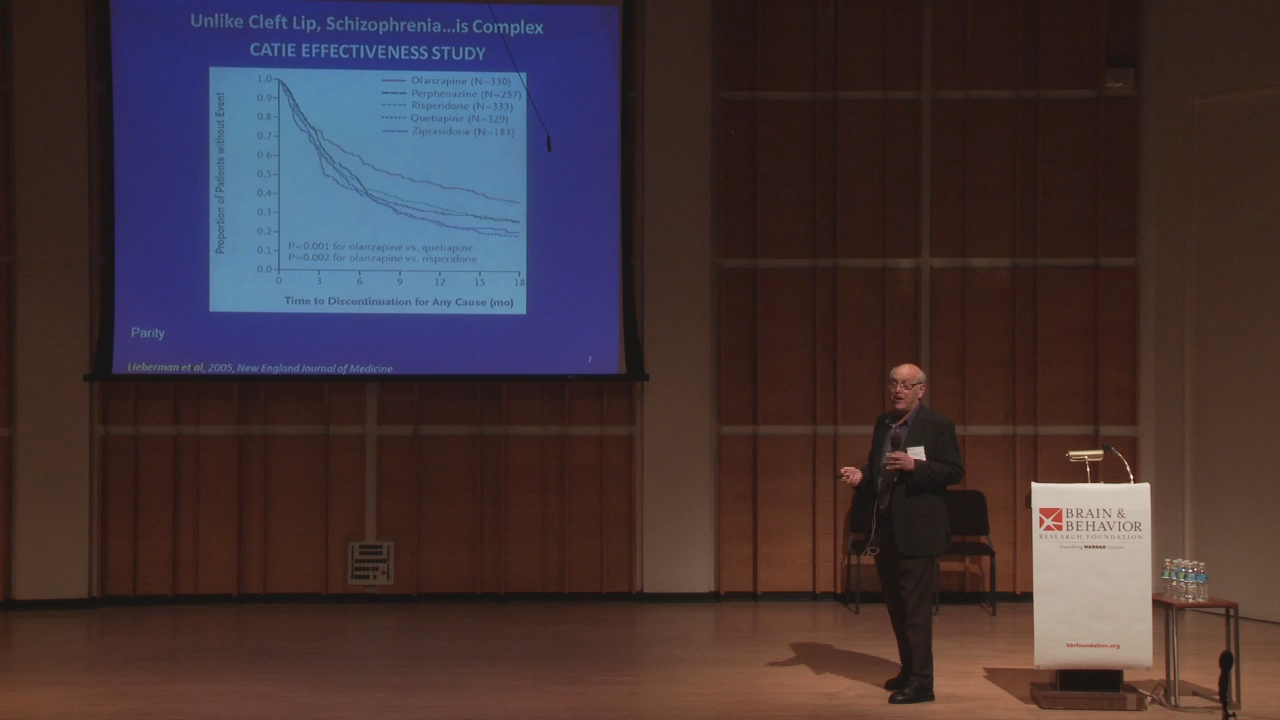 Unlike Cleft Lip, Schizophrenia...is Complex
CATIE EFFECTIVENESS STUDY
Proportion of Patients without Event
1.0
0.9
0.8
0.7
0.6
0.5
0.4
0.3
0.2
0.1
0.0
Olanzapine (N=330)
Perphenazine (N=257)
Risperidone (N=333)
Quetiapine (N=329)
Ziprasidone (N=183)
P=0.001 for olanzapine vs. quetiapine
P=0.002 for olanzapine vs. risperidone
0 3 6 9 12 15 18
Time to Discontinuation for Any Cause (mo)
Parity
7
Lieberman et al, 2005, New England Journal of Medicine
BRAIN &
BEHAVIOR
RESEARCH FOUNDATION
NARSAD
bbrfoundation.org